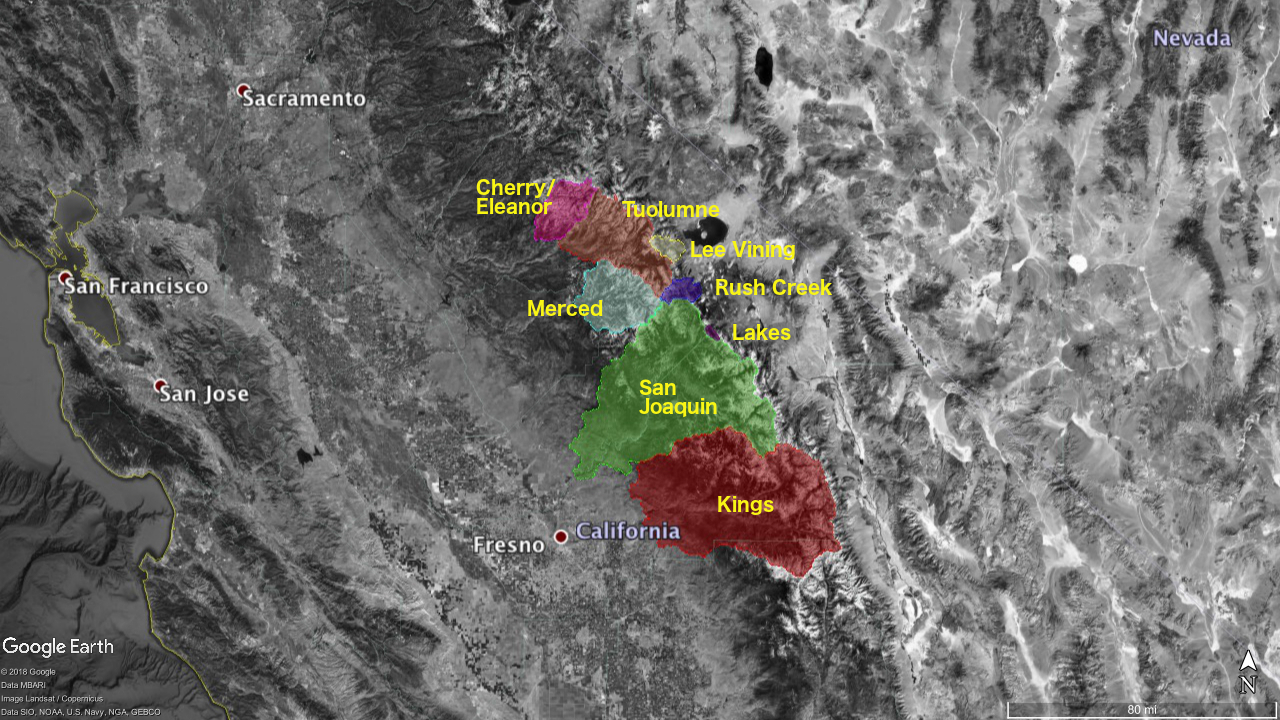 Nevada
Sacramento
Cherry/
Eleanor
Tuolumne
Lee Vining
San Francisco
Rush Creek
Merced
Lakes
San Jose
San
Joaquin
Kings
California
Fresno
Google Earth
© 2018 Google
Data MBARI
Image Landsat / Copernicus
Data SIO, NOAA, U.S. Navy, NGA, GEBCO
N
80 mi